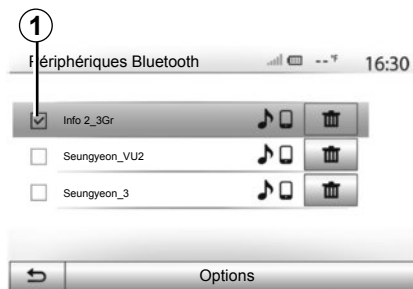 1
Périphériques Bluetooth --°F 16:30
Info 2_3Gr
Seungyeon_VU2
Seungyeon_3
Options